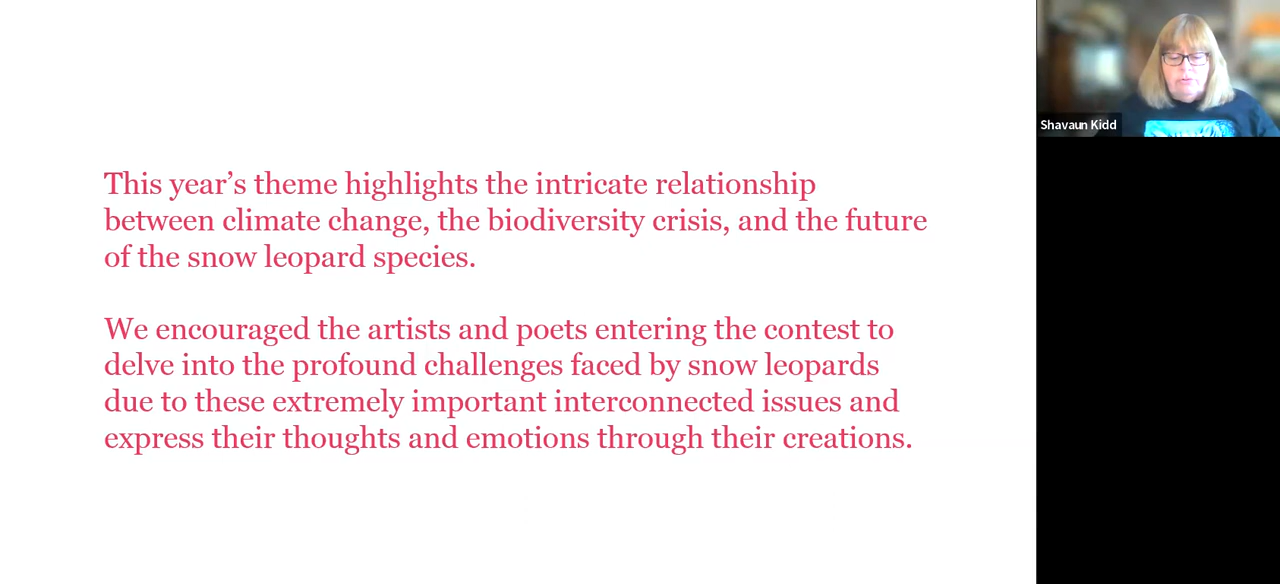 This year’s theme highlights the intricate relationship
between climate change, the biodiversity crisis, and the future
of the snow leopard species.
We encouraged the artists and poets entering the contest to
delve into the profound challenges faced by snow leopards
due to these extremely important interconnected issues and
express their thoughts and emotions through their creations.
Shavaun Kidd